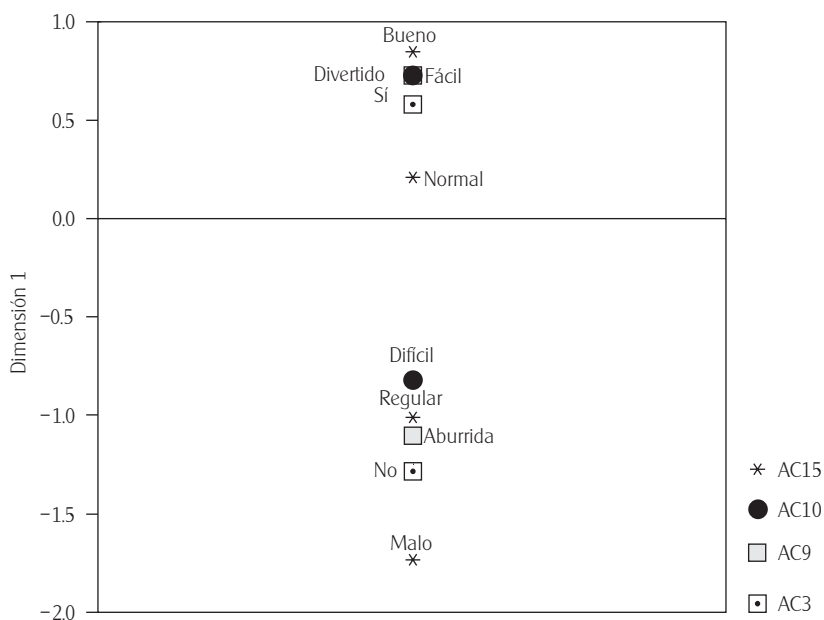 1.0
Bueno
Divertido
Fácil
Sí
0.5
Normal
0.0
Dimensión 1
−0.5
Difícil
Regular
−1.0
Aburrida
No
AC15
−1.5
AC10
Malo
AC9
AC3
−2.0